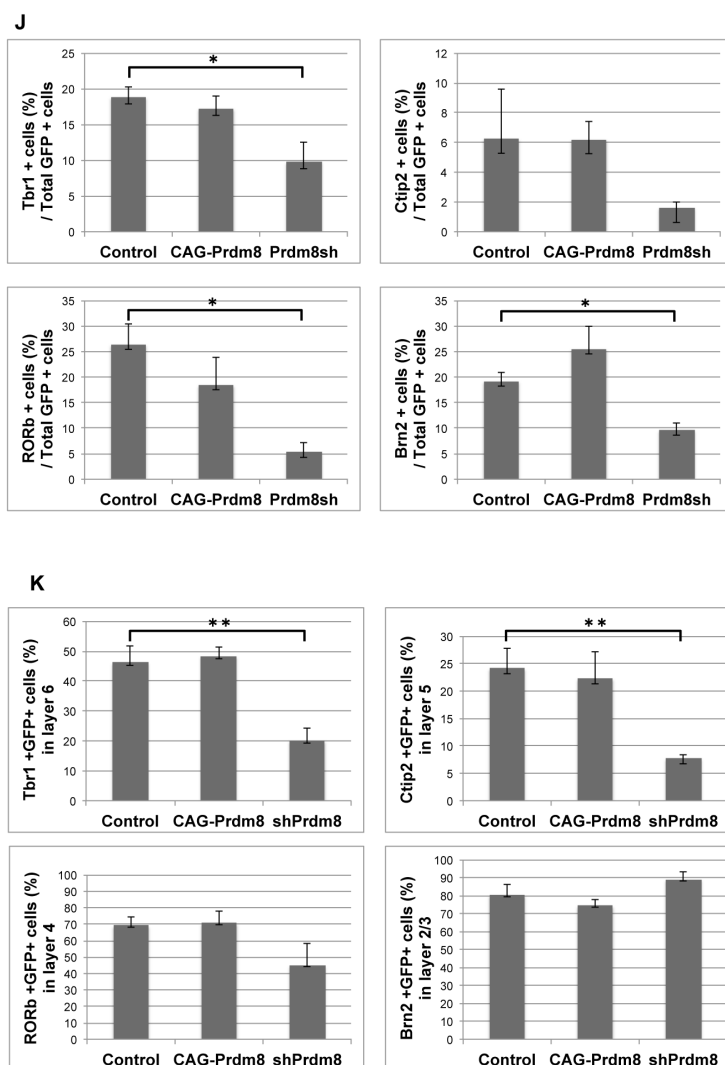 J
Tbr1 + cells (%)
/ Total GFP + cells
25
20
15
10
5
0
*
Control CAG-Prdm8 Prdm8sh
Ctip2 + cells (%)
/ Total GFP + cells
12
10
8
6
4
2
0
Control CAG-Prdm8 Prdm8sh
RORb + cells (%)
/ Total GFP + cells
35
30
25
20
15
10
5
0
*
Control CAG-Prdm8 Prdm8sh
Brn2 + cells (%)
/ Total GFP + cells
35
30
25
20
15
10
5
0
*
Control CAG-Prdm8 Prdm8sh
K
Tbr1 +GFP+ cells (%)
in layer 6
60
50
40
30
20
10
0
**
Control CAG-Prdm8 shPrdm8
Ctip2 +GFP+ cells (%)
in layer 5
30
25
20
15
10
5
0
**
Control CAG-Prdm8 shPrdm8
RORb +GFP+ cells (%)
in layer 4
100
90
80
70
60
50
40
30
20
10
0
Control CAG-Prdm8 shPrdm8
Brn2 +GFP+ cells (%)
in layer 2/3
100
90
80
70
60
50
40
30
20
10
0
Control CAG-Prdm8 shPrdm8